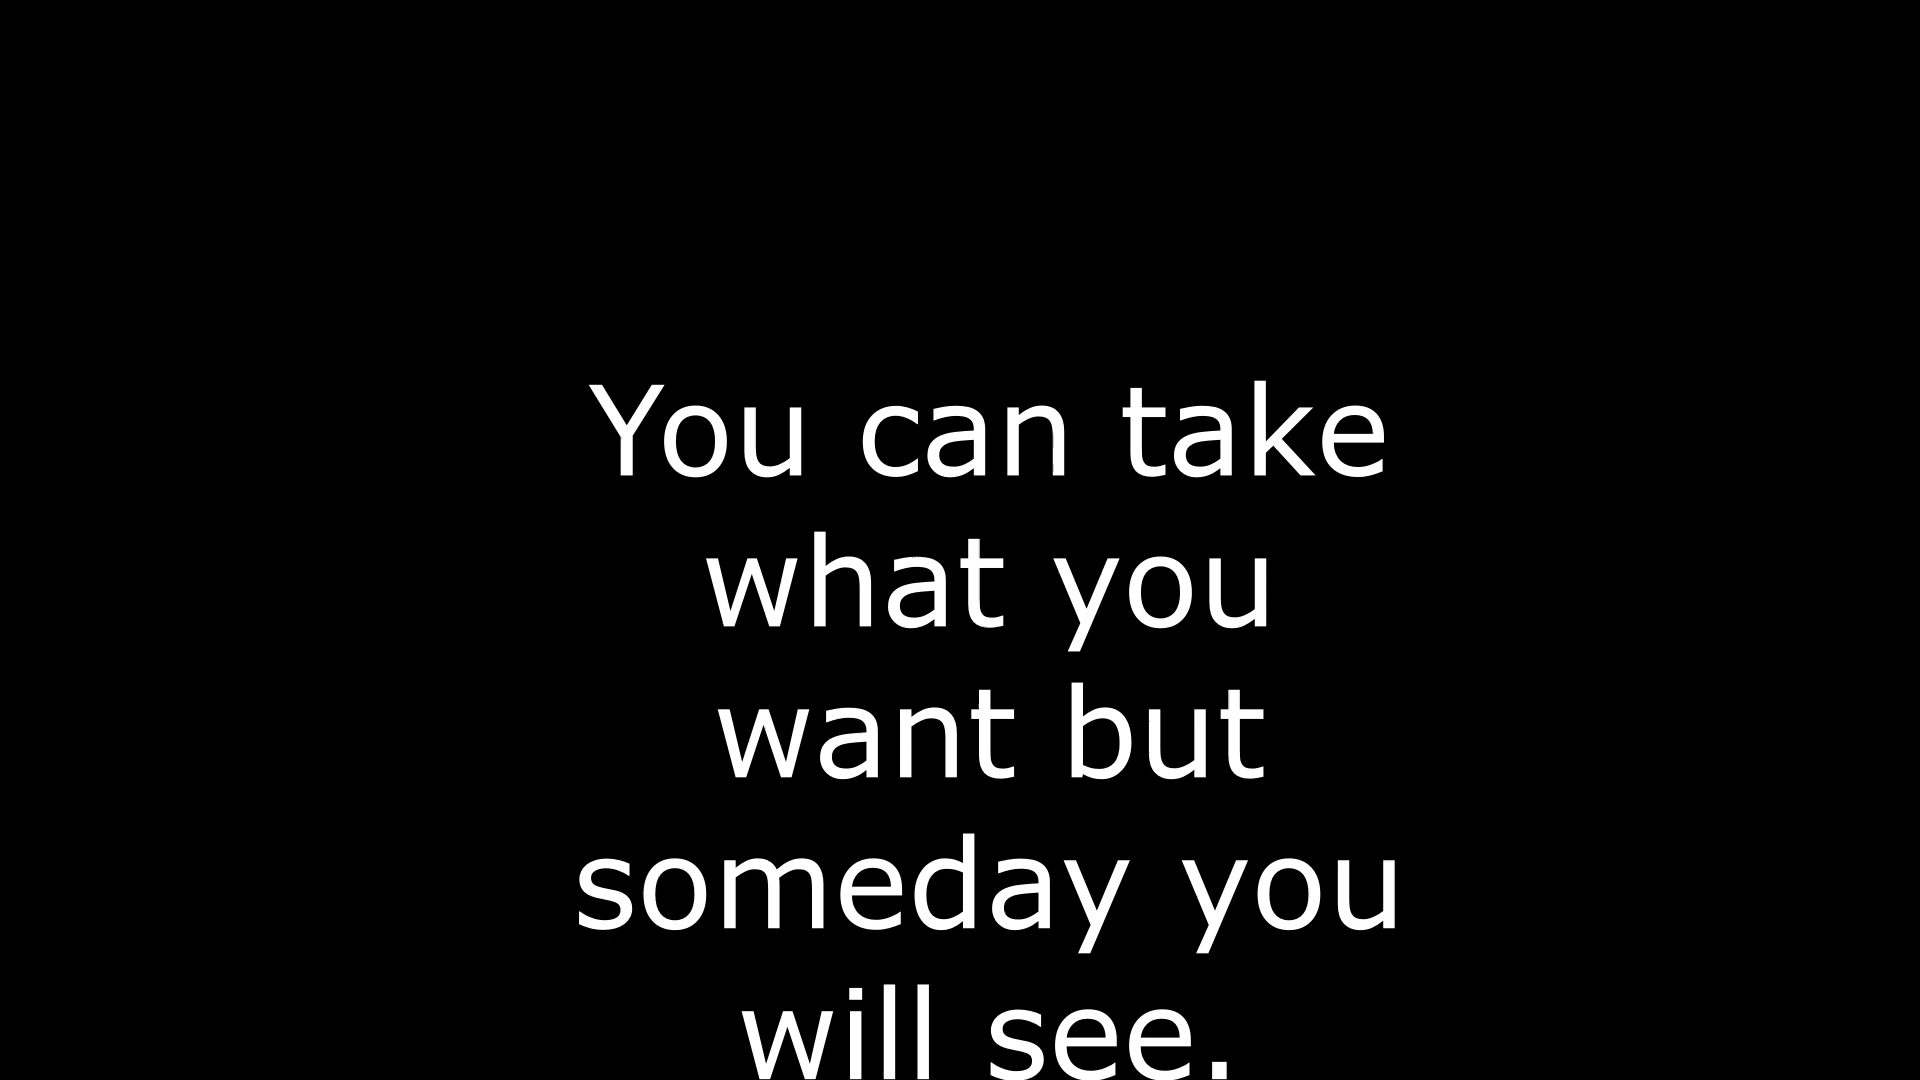 You can take
what you
want but
someday you
will see.